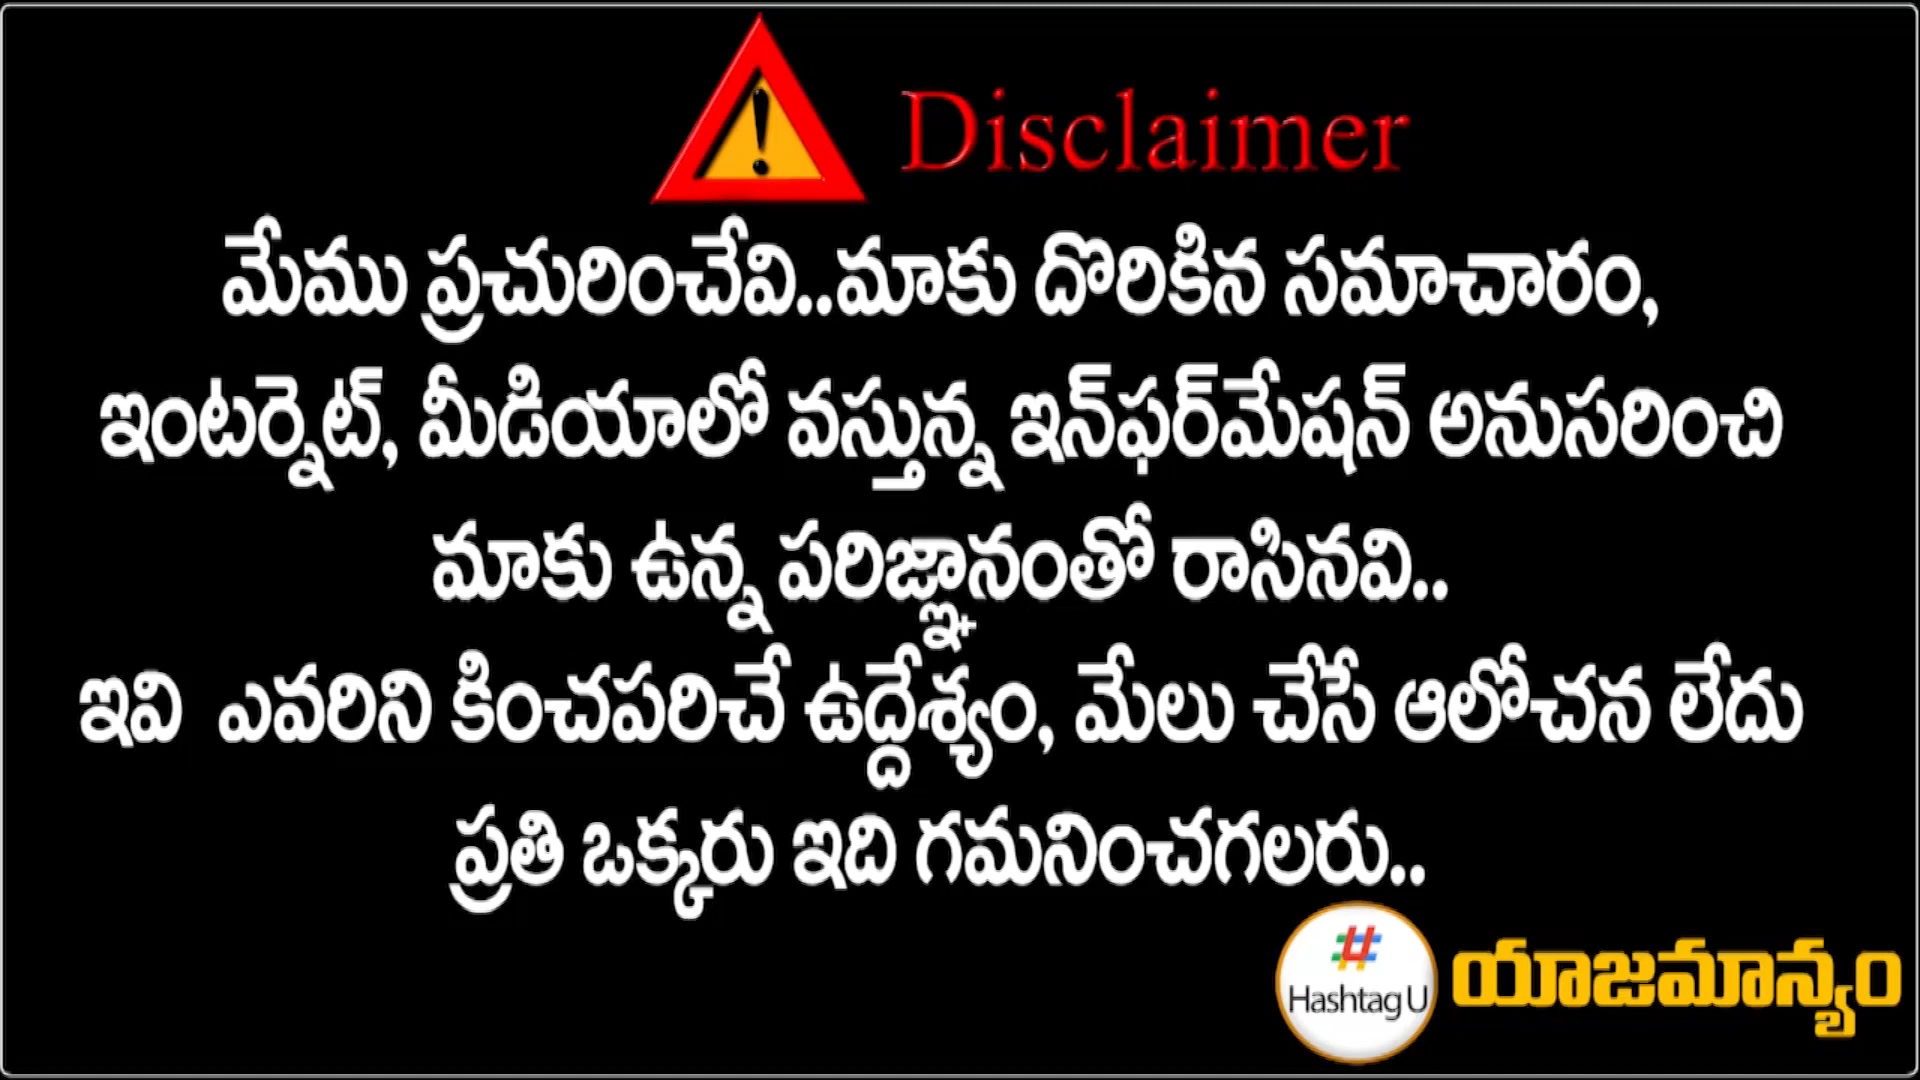 Disclaimer
మేము ప్రచురించేవి..మాకు దొరికిన సమాచారం,
ఇంటర్నెట్, మీడియాలో వస్తున్న ఇన్‌ఫర్‌మేషన్ అనుసరించి
మాకు ఉన్న పరిజ్ఞానంతో రాసినవి..
ఇవి ఎవరిని కించపరిచే ఉద్దేశ్యం, మేలు చేసే ఆలోచన లేదు
ప్రతి ఒక్కరు ఇది గమనించగలరు..
# Hashtag U యాజమాన్యం